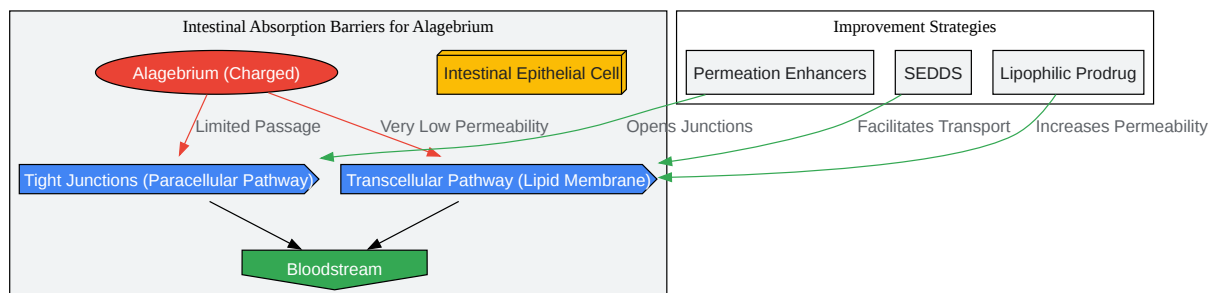 Intestinal Absorption Barriers for Alagebrium
Improvement Strategies
Alagebrium (Charged)
Intestinal Epithelial Cell
Permeation Enhancers
SEDDS
Lipophilic Prodrug
Limited Passage
Very Low Permeability
Opens Junctions
Facilitates Transport
Increases Permeability
Tight Junctions (Paracellular Pathway)
Transcellular Pathway (Lipid Membrane)
Bloodstream